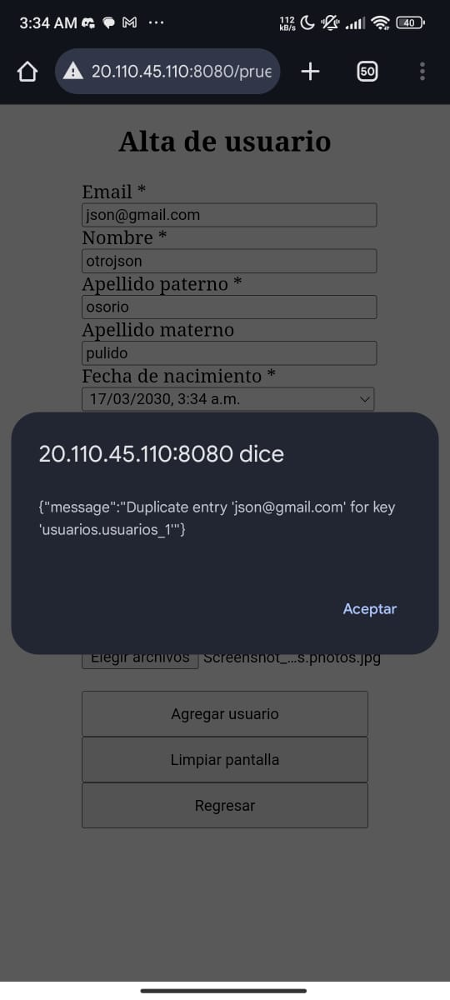 3:34 AM
112
kB/s
40
20.110.45.110:8080/prue
50
Alta de usuario
Email *
json@gmail.com
Nombre *
otrojson
Apellido paterno *
osorio
Apellido materno
pulido
Fecha de nacimiento *
17/03/2030, 3:34 a.m.
20.110.45.110:8080 dice
{"message":"Duplicate entry 'json@gmail.com' for key
'usuarios.usuarios_1'"}
Aceptar
Elegir archivos Screenshot_...s.photos.jpg
Agregar usuario
Limpiar pantalla
Regresar